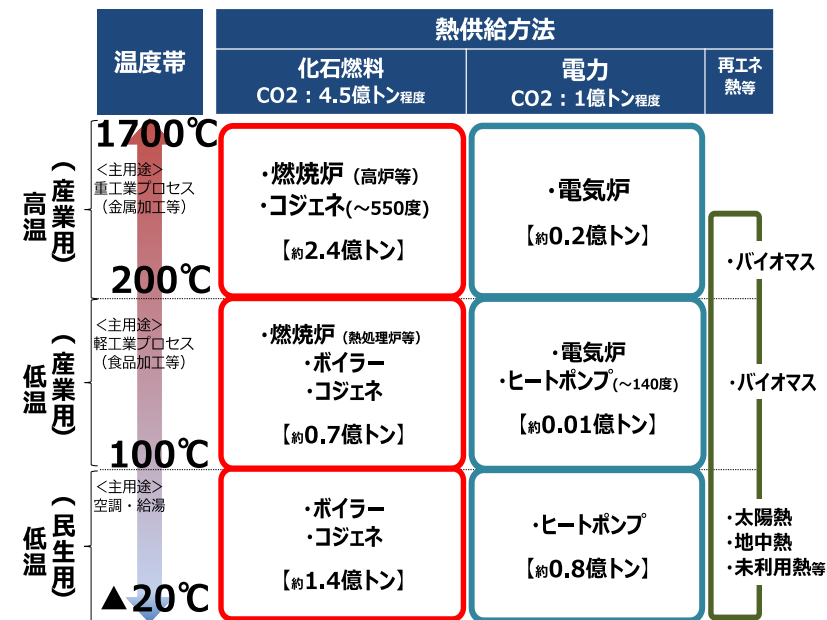 温度帯
熱供給方法
化石燃料
CO2：4.5億トン程度
電力
CO2：1億トン程度
再エネ
熱等
高温
（産業用）
1700℃
＜主用途＞
重工業プロセス
（金属加工等）
200℃
・燃焼炉（高炉等）
・コジェネ(～550度)
【約2.4億トン】
・電気炉
【約0.2億トン】
・バイオマス
低温
（産業用）
＜主用途＞
軽工業プロセス
（食品加工等）
100℃
・燃焼炉（熱処理炉等）
・ボイラー
・コジェネ
【約0.7億トン】
・電気炉
・ヒートポンプ(～140度)
【約0.01億トン】
・バイオマス
低温
（民生用）
＜主用途＞
空調・給湯
▲20℃
・ボイラー
・コジェネ
【約1.4億トン】
・ヒートポンプ
【約0.8億トン】
・太陽熱
・地中熱
・未利用熱等